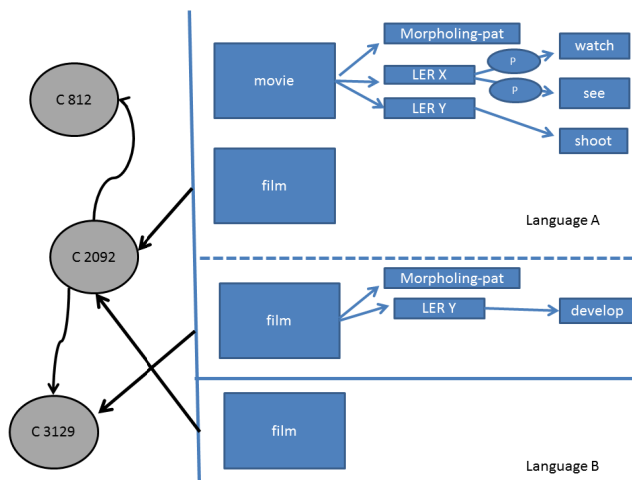 C 812
C 2092
C 3129
movie
Morpholing-pat
LER X
LER Y
P
P
watch
see
shoot
film
Language A
film
Morpholing-pat
LER Y
develop
film
Language B